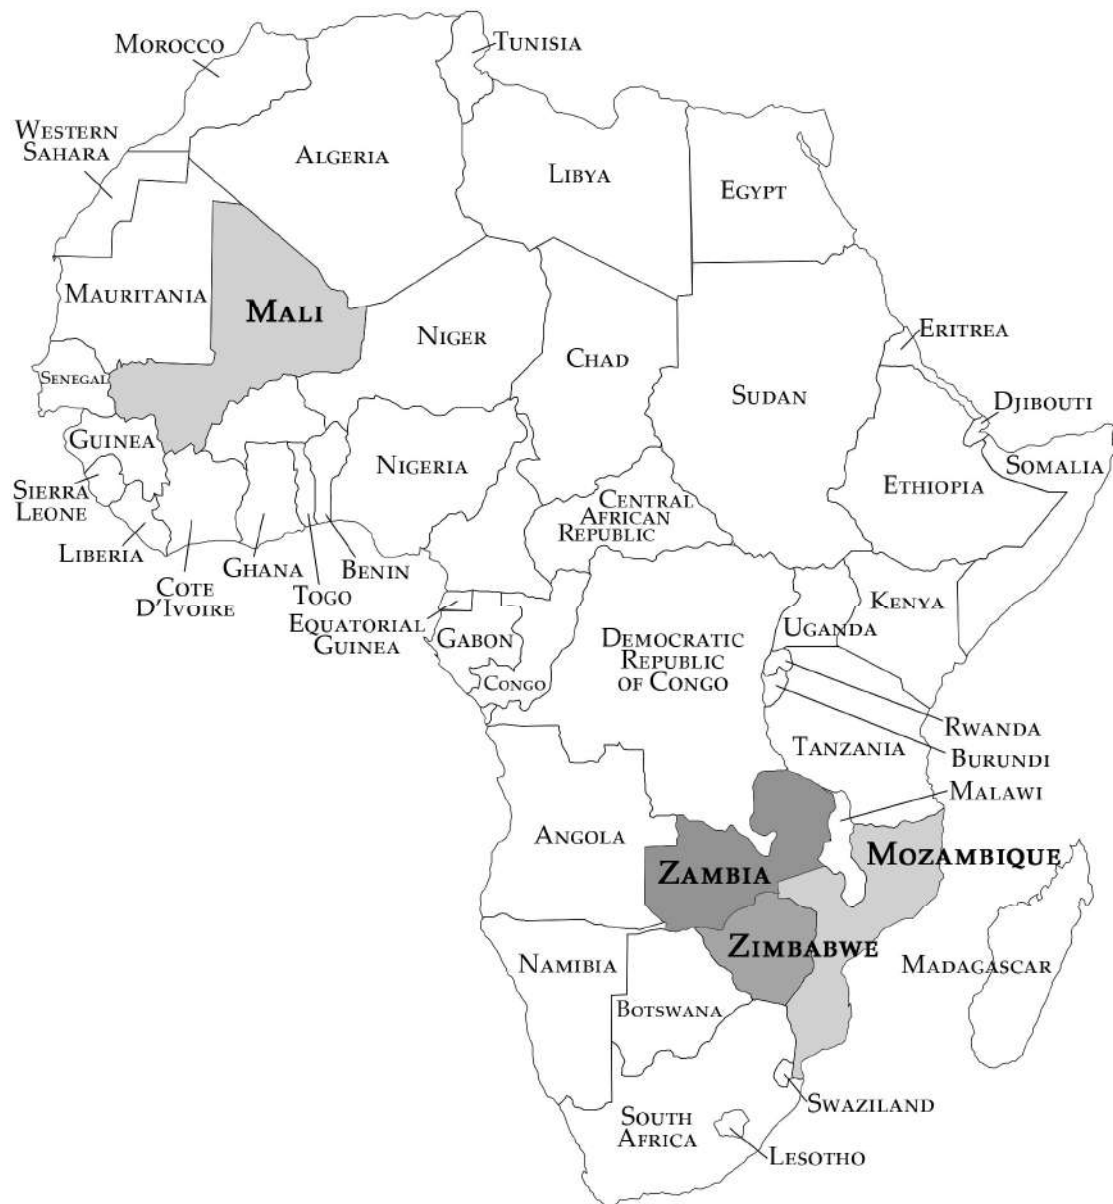 Morocco
Tunisia
Western
Sahara
Algeria
Libya
Egypt
Mauritania
Mali
Niger
Chad
Sudan
Eritrea
Senegal
Djibouti
Guinea
Nigeria
Somalia
Ethiopia
Sierra
Leone
Central
African
Republic
Liberia
Ghana
Benin
Cote
D'Ivoire
Togo
Equatorial
Guinea
Gabon
Congo
Democratic
Republic
of Congo
Uganda
Kenya
Rwanda
Tanzania
Burundi
Malawi
Angola
Zambia
Mozambique
Zimbabwe
Namibia
Madagascar
Botswana
Swaziland
South
Africa
Lesotho